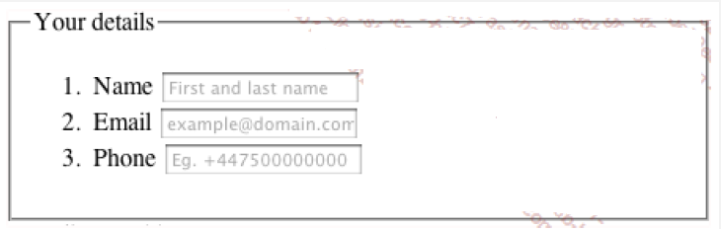 Your details
1. Name First and last name
2. Email example@domain.com
3. Phone Eg. +447500000000